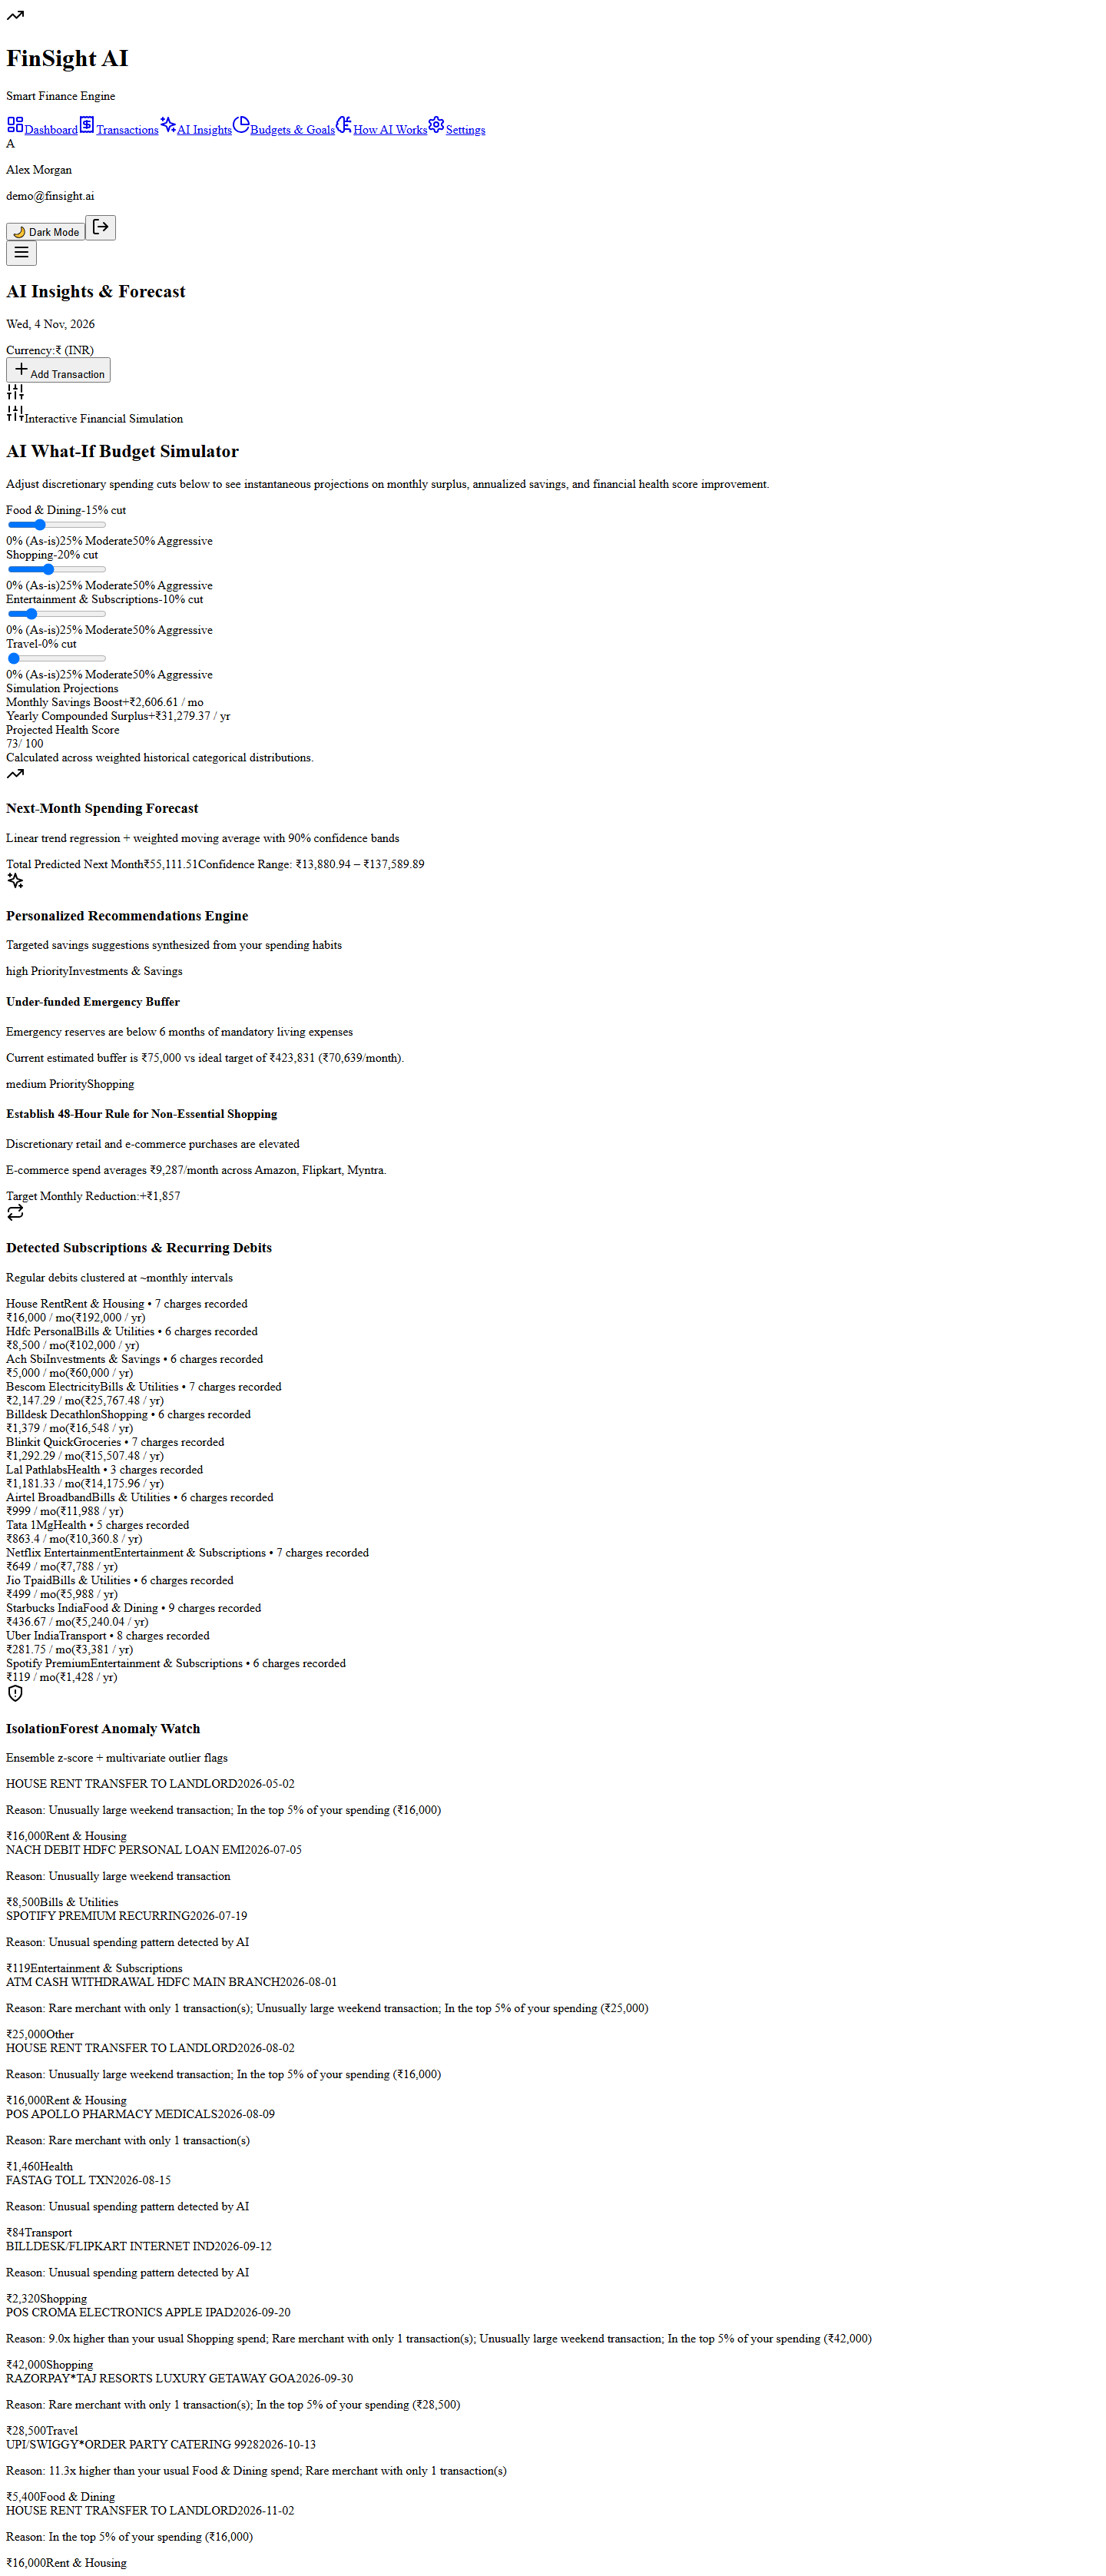 FinSight AI
Smart Finance Engine
Dashboard Transactions AI Insights Budgets & Goals How AI Works Settings
A
Alex Morgan
demo@finsight.ai
🌙 Dark Mode
AI Insights & Forecast
Wed, 4 Nov, 2026
Currency:₹ (INR)
Add Transaction
Interactive Financial Simulation
AI What-If Budget Simulator
Adjust discretionary spending cuts below to see instantaneous projections on monthly surplus, annualized savings, and financial health score improvement.
Food & Dining-15% cut
0% (As-is)25% Moderate50% Aggressive
Shopping-20% cut
0% (As-is)25% Moderate50% Aggressive
Entertainment & Subscriptions-10% cut
0% (As-is)25% Moderate50% Aggressive
Travel-0% cut
0% (As-is)25% Moderate50% Aggressive
Simulation Projections
Monthly Savings Boost+₹2,606.61 / mo
Yearly Compounded Surplus+₹31,279.37 / yr
Projected Health Score
73/ 100
Calculated across weighted historical categorical distributions.
Next-Month Spending Forecast
Linear trend regression + weighted moving average with 90% confidence bands
Total Predicted Next Month₹55,111.51Confidence Range: ₹13,880.94 – ₹137,589.89
Personalized Recommendations Engine
Targeted savings suggestions synthesized from your spending habits
high PriorityInvestments & Savings
Under-funded Emergency Buffer
Emergency reserves are below 6 months of mandatory living expenses
Current estimated buffer is ₹75,000 vs ideal target of ₹423,831 (₹70,639/month).
medium PriorityShopping
Establish 48-Hour Rule for Non-Essential Shopping
Discretionary retail and e-commerce purchases are elevated
E-commerce spend averages ₹9,287/month across Amazon, Flipkart, Myntra.
Target Monthly Reduction:+₹1,857
Detected Subscriptions & Recurring Debits
Regular debits clustered at ~monthly intervals
House RentRent & Housing • 7 charges recorded
₹16,000 / mo(₹192,000 / yr)
Hdfc PersonalBills & Utilities • 6 charges recorded
₹8,500 / mo(₹102,000 / yr)
Ach SbiInvestments & Savings • 6 charges recorded
₹5,000 / mo(₹60,000 / yr)
Bescom ElectricityBills & Utilities • 7 charges recorded
₹2,147.29 / mo(₹25,767.48 / yr)
Billdesk DecathlonShopping • 6 charges recorded
₹1,379 / mo(₹16,548 / yr)
Blinkit QuickGroceries • 7 charges recorded
₹1,292.29 / mo(₹15,507.48 / yr)
Lal PathlabsHealth • 3 charges recorded
₹1,181.33 / mo(₹14,175.96 / yr)
Airtel BroadbandBills & Utilities • 6 charges recorded
₹999 / mo(₹11,988 / yr)
Tata 1MgHealth • 5 charges recorded
₹863.4 / mo(₹10,360.8 / yr)
Netflix EntertainmentEntertainment & Subscriptions • 7 charges recorded
₹649 / mo(₹7,788 / yr)
Jio TpaidBills & Utilities • 6 charges recorded
₹499 / mo(₹5,988 / yr)
Starbucks IndiaFood & Dining • 9 charges recorded
₹436.67 / mo(₹5,240.04 / yr)
Uber IndiaTransport • 8 charges recorded
₹281.75 / mo(₹3,381 / yr)
Spotify PremiumEntertainment & Subscriptions • 6 charges recorded
₹119 / mo(₹1,428 / yr)
IsolationForest Anomaly Watch
Ensemble z-score + multivariate outlier flags
HOUSE RENT TRANSFER TO LANDLORD2026-05-02
Reason: Unusually large weekend transaction; In the top 5% of your spending (₹16,000)
₹16,000Rent & Housing
NACH DEBIT HDFC PERSONAL LOAN EMI2026-07-05
Reason: Unusually large weekend transaction
₹8,500Bills & Utilities
SPOTIFY PREMIUM RECURRING2026-07-19
Reason: Unusual spending pattern detected by AI
₹119Entertainment & Subscriptions
ATM CASH WITHDRAWAL HDFC MAIN BRANCH2026-08-01
Reason: Rare merchant with only 1 transaction(s); Unusually large weekend transaction; In the top 5% of your spending (₹25,000)
₹25,000Other
HOUSE RENT TRANSFER TO LANDLORD2026-08-02
Reason: Unusually large weekend transaction; In the top 5% of your spending (₹16,000)
₹16,000Rent & Housing
POS APOLLO PHARMACY MEDICALS2026-08-09
Reason: Rare merchant with only 1 transaction(s)
₹1,460Health
FASTAG TOLL TXN2026-08-15
Reason: Unusual spending pattern detected by AI
₹84Transport
BILLDESK/FLIPKART INTERNET IND2026-09-12
Reason: Unusual spending pattern detected by AI
₹2,320Shopping
POS CROMA ELECTRONICS APPLE IPAD2026-09-20
Reason: 9.0x higher than your usual Shopping spend; Rare merchant with only 1 transaction(s); Unusually large weekend transaction; In the top 5% of your spending (₹42,000)
₹42,000Shopping
RAZORPAY*TAJ RESORTS LUXURY GETAWAY GOA2026-09-30
Reason: Rare merchant with only 1 transaction(s); In the top 5% of your spending (₹28,500)
₹28,500Travel
UPI/SWIGGY*ORDER PARTY CATERING 99282026-10-13
Reason: 11.3x higher than your usual Food & Dining spend; Rare merchant with only 1 transaction(s)
₹5,400Food & Dining
HOUSE RENT TRANSFER TO LANDLORD2026-11-02
Reason: In the top 5% of your spending (₹16,000)
₹16,000Rent & Housing